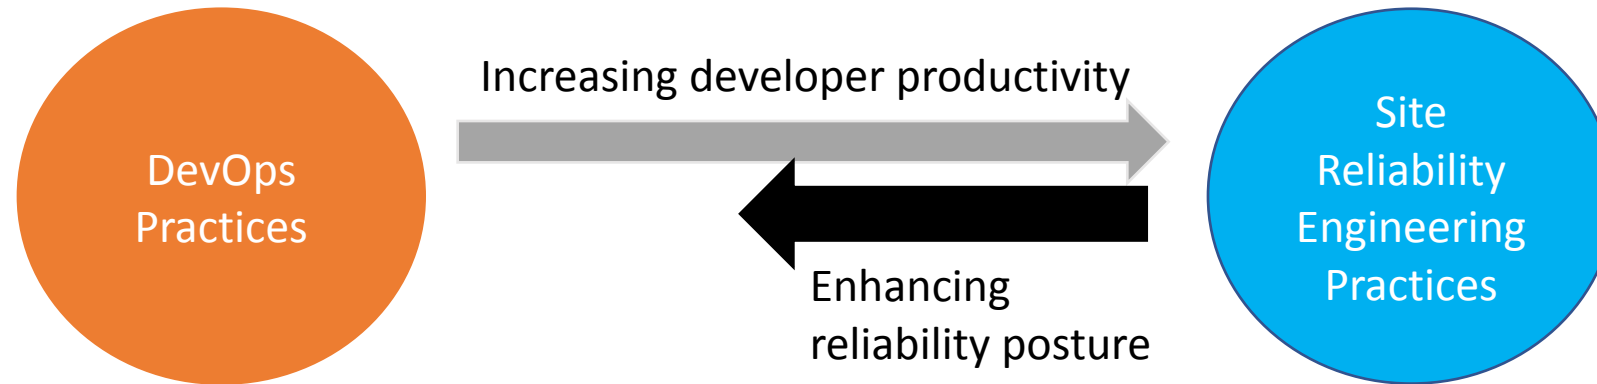 DevOps
Practices
Increasing developer productivity
Enhancing
reliability posture
Site
Reliability
Engineering
Practices